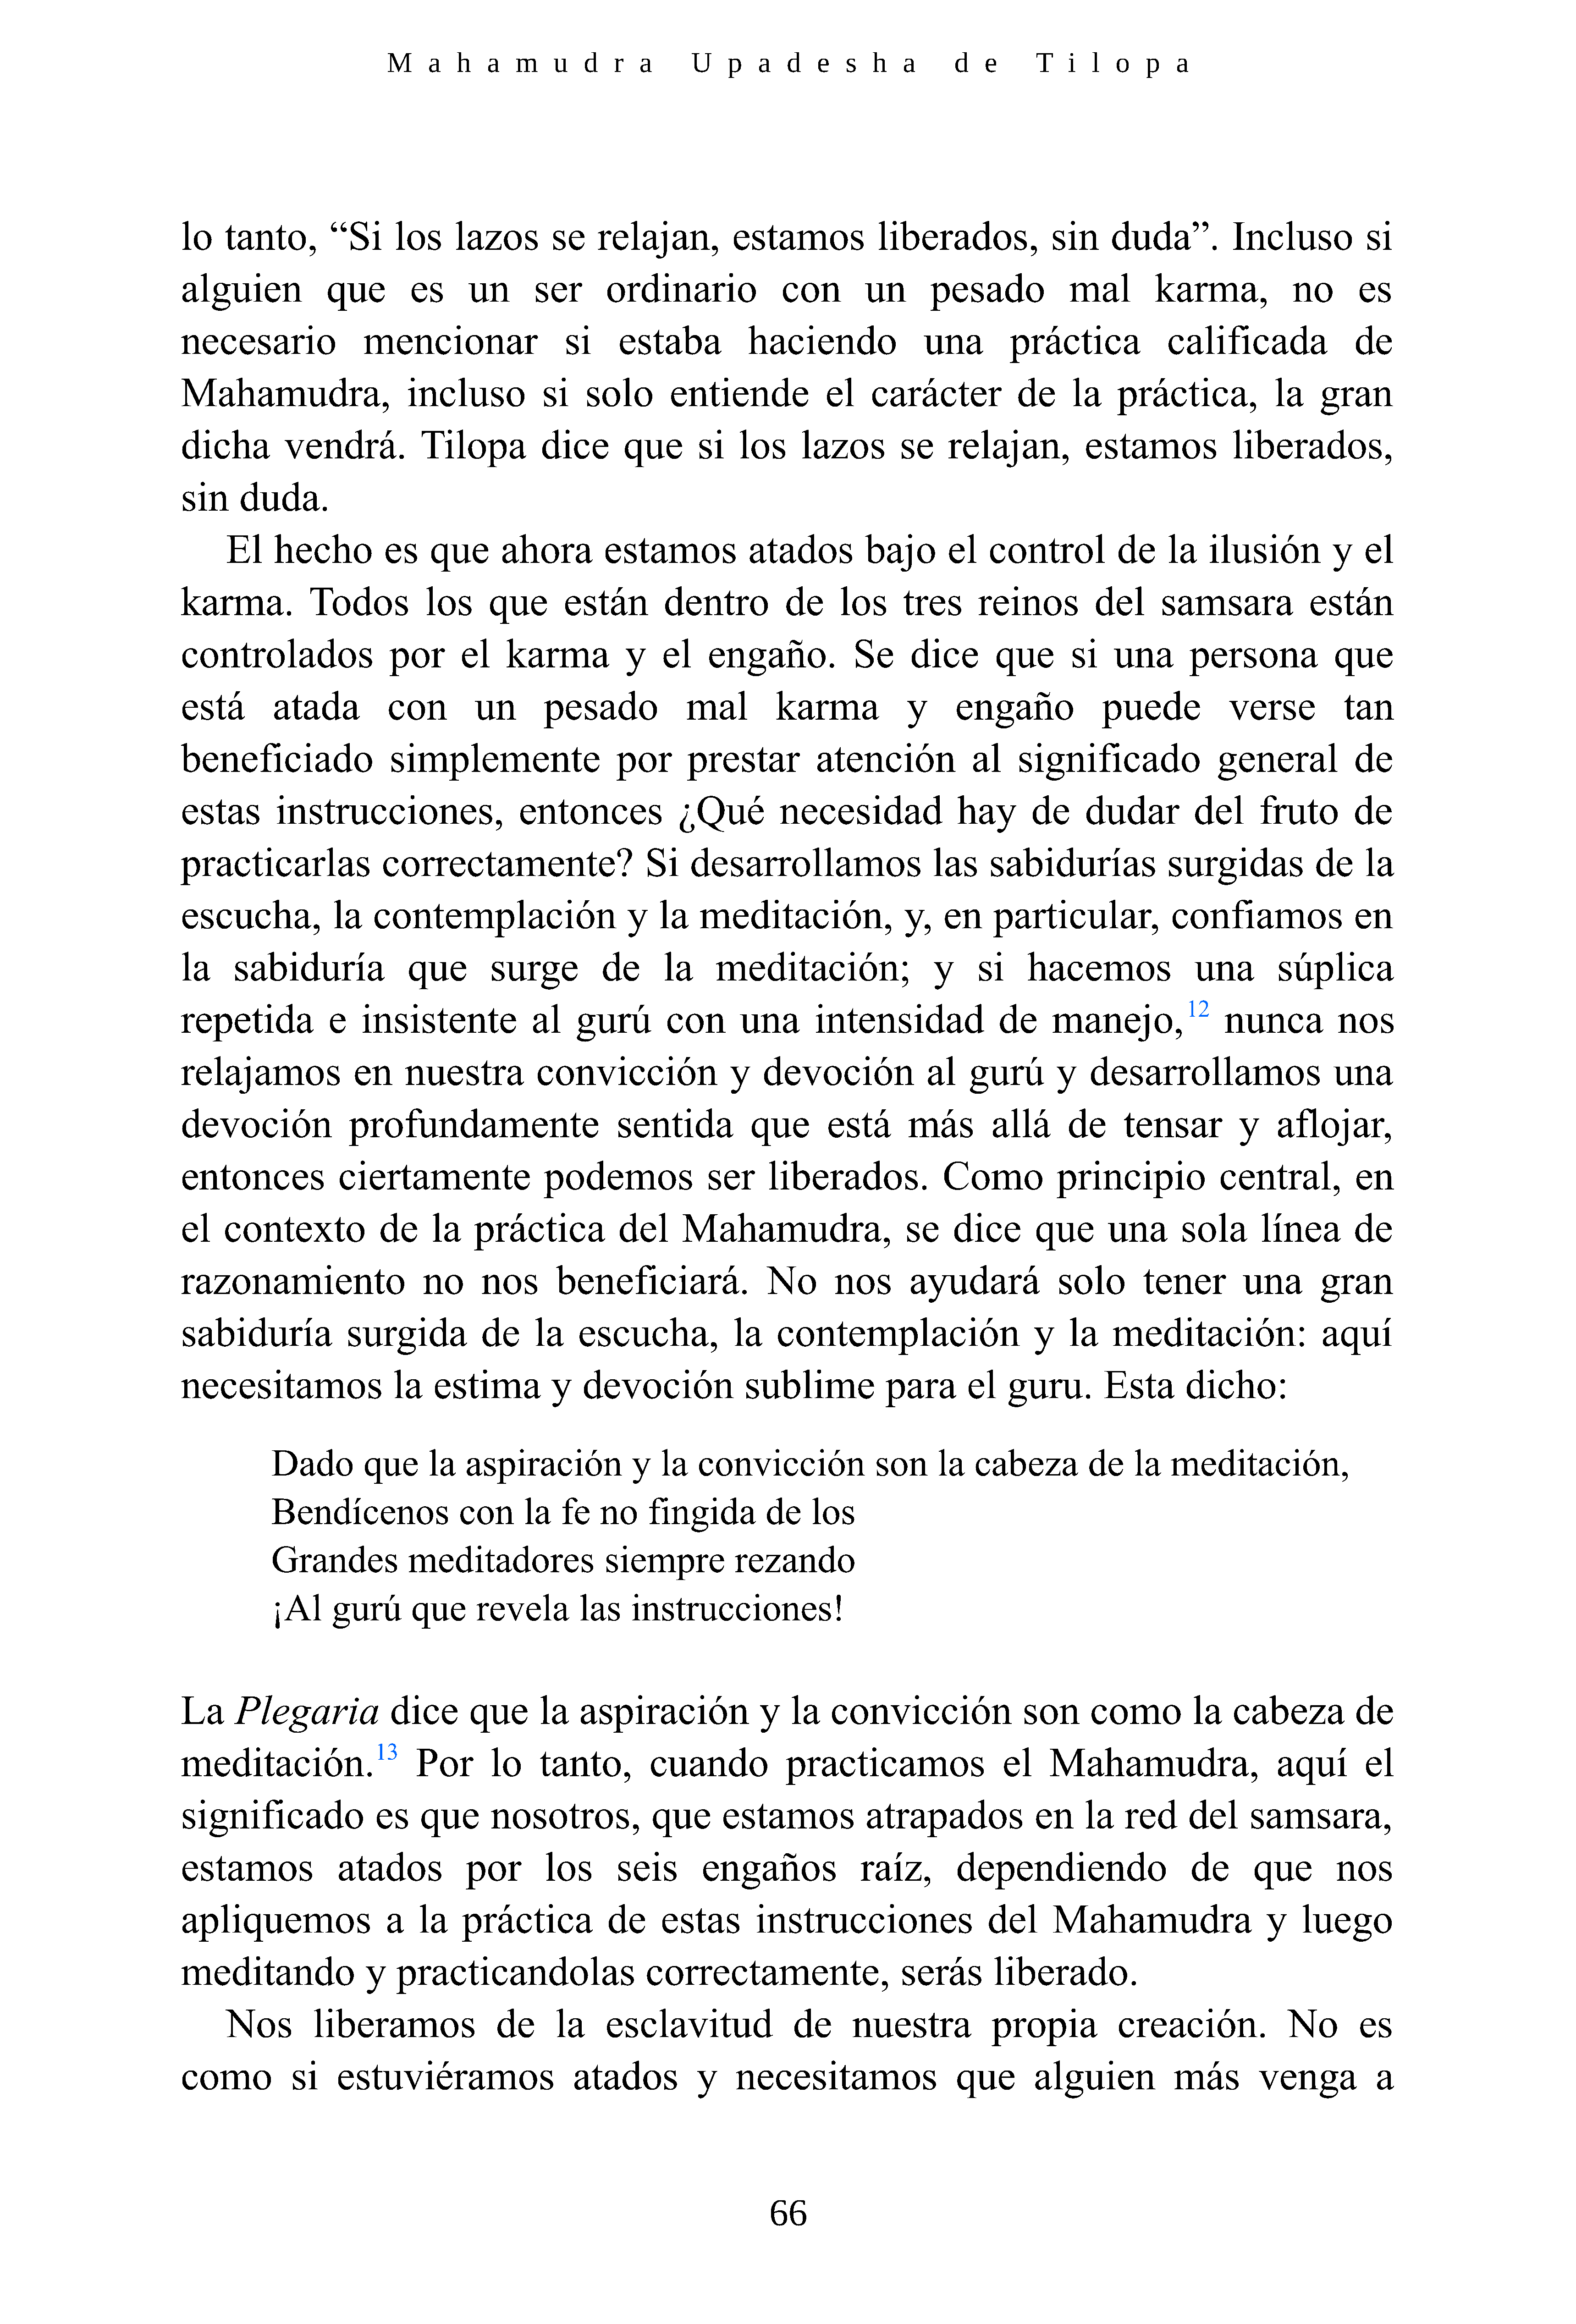 Mahamudra Upadesha de Tilopa
lo tanto, “Si los lazos se relajan, estamos liberados, sin duda”. Incluso si
alguien que es un ser ordinario con un pesado mal karma, no es
necesario mencionar si estaba haciendo una práctica calificada de
Mahamudra, incluso si solo entiende el carácter de la práctica, la gran
dicha vendrá. Tilopa dice que si los lazos se relajan, estamos liberados,
sin duda.
El hecho es que ahora estamos atados bajo el control de la ilusión y el
karma. Todos los que están dentro de los tres reinos del samsara están
controlados por el karma y el engaño. Se dice que si una persona que
está atada con un pesado mal karma y engaño puede verse tan
beneficiado simplemente por prestar atención al significado general de
estas instrucciones, entonces ¿Qué necesidad hay de dudar del fruto de
practicarlas correctamente? Si desarrollamos las sabidurías surgidas de la
escucha, la contemplación y la meditación, y, en particular, confiamos en
la sabiduría que surge de la meditación; y si hacemos una súplica
repetida e insistente al gurú con una intensidad de manejo,12 nunca nos
relajamos en nuestra convicción y devoción al gurú y desarrollamos una
devoción profundamente sentida que está más allá de tensar y aflojar,
entonces ciertamente podemos ser liberados. Como principio central, en
el contexto de la práctica del Mahamudra, se dice que una sola línea de
razonamiento no nos beneficiará. No nos ayudará solo tener una gran
sabiduría surgida de la escucha, la contemplación y la meditación: aquí
necesitamos la estima y devoción sublime para el guru. Esta dicho:
Dado que la aspiración y la convicción son la cabeza de la meditación,
Bendícenos con la fe no fingida de los
Grandes meditadores siempre rezando
¡Al gurú que revela las instrucciones!
La Plegaria dice que la aspiración y la convicción son como la cabeza de
meditación.13 Por lo tanto, cuando practicamos el Mahamudra, aquí el
significado es que nosotros, que estamos atrapados en la red del samsara,
estamos atados por los seis engaños raíz, dependiendo de que nos
apliquemos a la práctica de estas instrucciones del Mahamudra y luego
meditando y practicandolas correctamente, serás liberado.
Nos liberamos de la esclavitud de nuestra propia creación. No es
como si estuviéramos atados y necesitamos que alguien más venga a
66